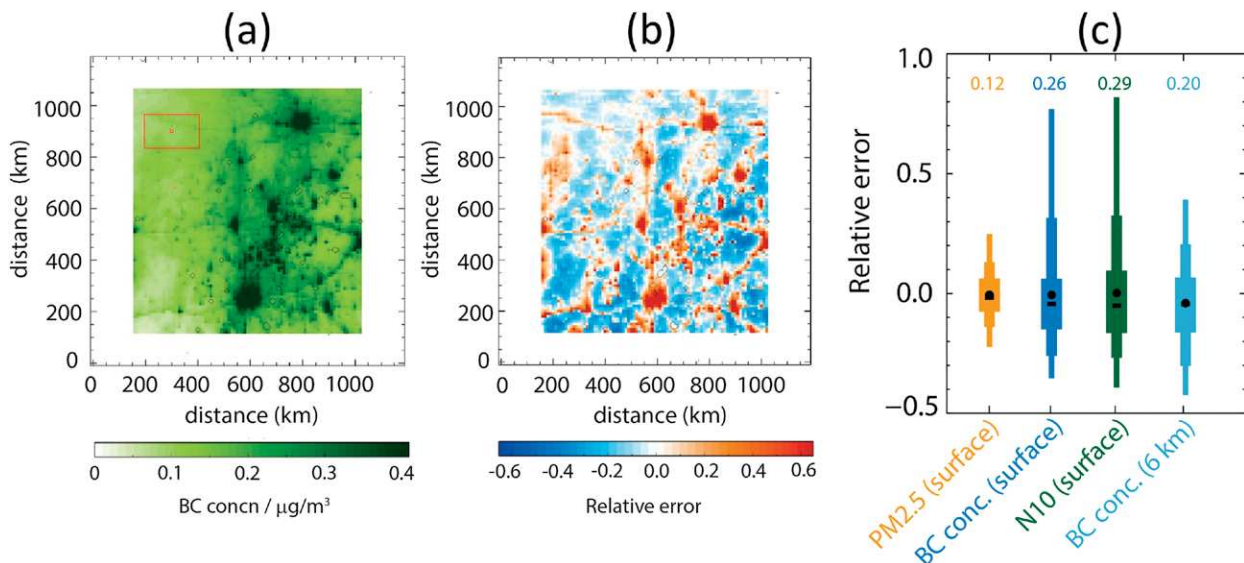 (a)
(b)
(c)
1000
800
600
400
200
0
distance (km)
0 200 400 600 800 1000
distance (km)
0 0.1 0.2 0.3 0.4
BC concn / μg/m³
1000
800
600
400
200
0
distance (km)
0 200 400 600 800 1000
distance (km)
-0.6 -0.4 -0.2 0.0 0.2 0.4 0.6
Relative error
1.0
0.5
0.0
−0.5
Relative error
0.12 0.26 0.29 0.20
PM2.5 (surface)
BC conc. (surface)
N10 (surface)
BC conc. (6 km)